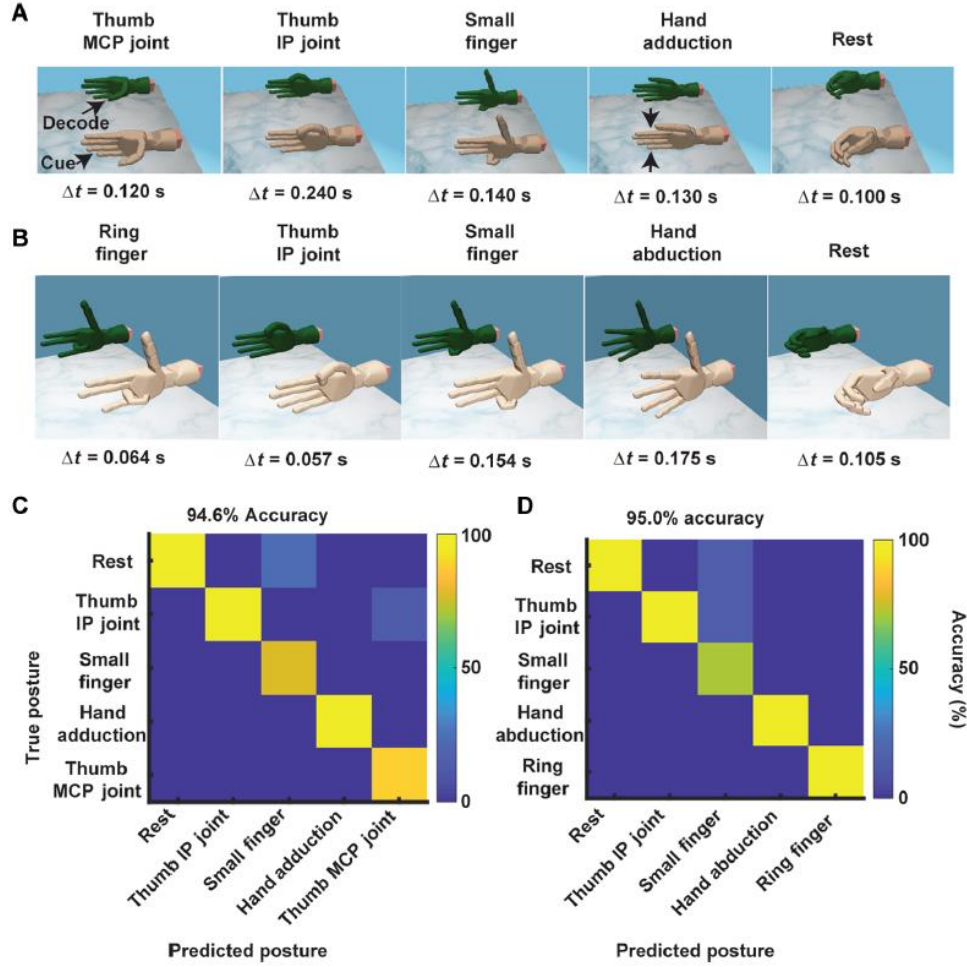 A
Thumb
MCP joint
Thumb
IP joint
Small
finger
Hand
adduction
Rest
Decode
Cue
Δt = 0.120 s
Δt = 0.240 s
Δt = 0.140 s
Δt = 0.130 s
Δt = 0.100 s
B
Ring
finger
Thumb
IP joint
Small
finger
Hand
abduction
Rest
Δt = 0.064 s
Δt = 0.057 s
Δt = 0.154 s
Δt = 0.175 s
Δt = 0.105 s
C
94.6% Accuracy
True posture
Rest
Thumb
IP joint
Small
finger
Hand
adduction
Thumb
MCP joint
100
50
0
Rest
Thumb IP joint
Small finger
Hand adduction
Thumb MCP joint
Predicted posture
D
95.0% accuracy
Rest
Thumb
IP joint
Small
finger
Hand
abduction
Ring
finger
100
50
0
Accuracy (%)
Rest
Thumb IP joint
Small finger
Hand abduction
Ring finger
Predicted posture